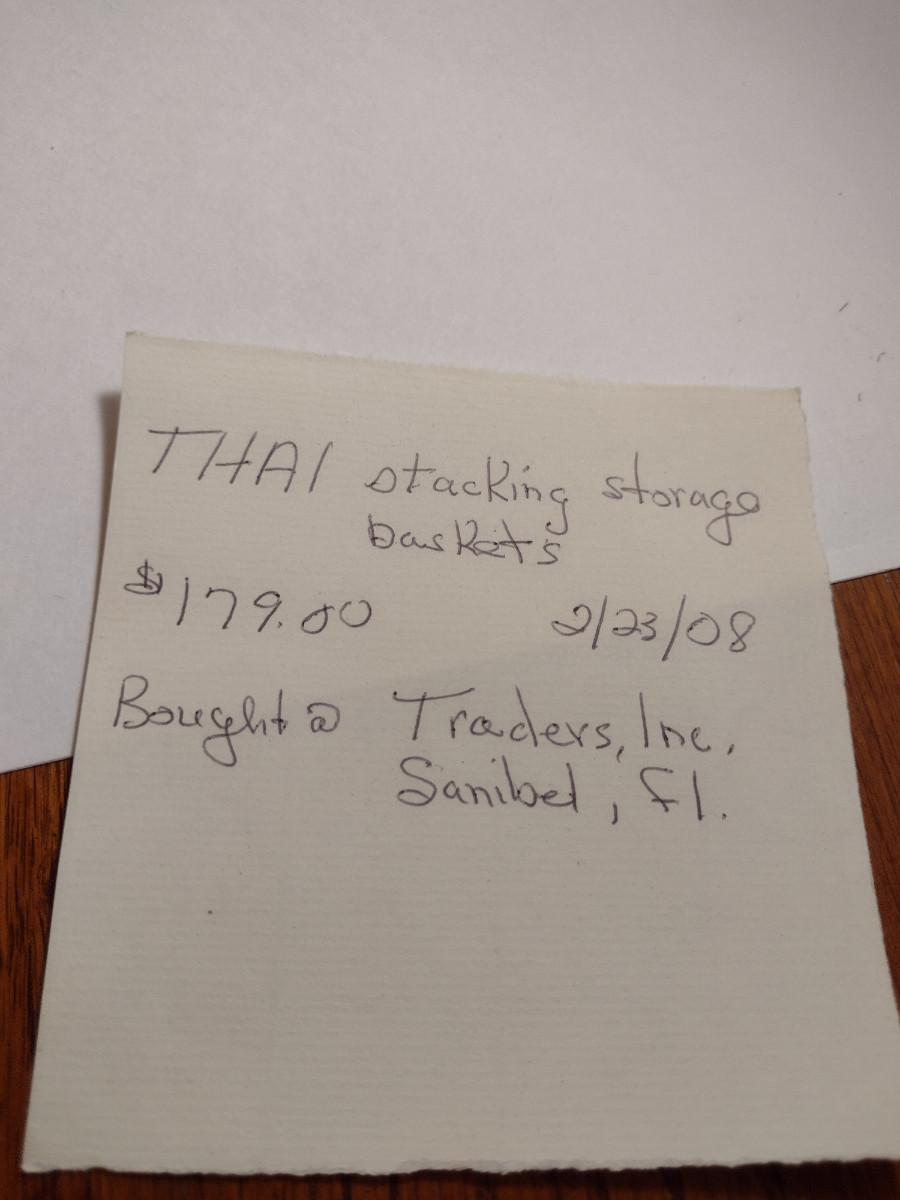 THAI stacking storage
baskets
$179.00 2/23/08
Bought @ Traders, Inc.
Sanibel, Fl.